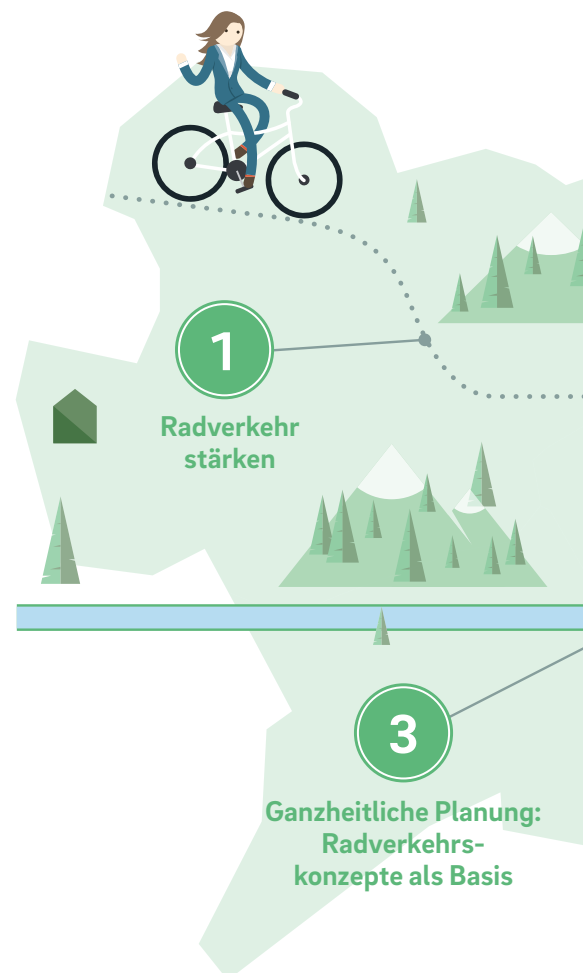 1
Radverkehr
stärken
3
Ganzheitliche Planung:
Radverkehrs-
konzepte als Basis